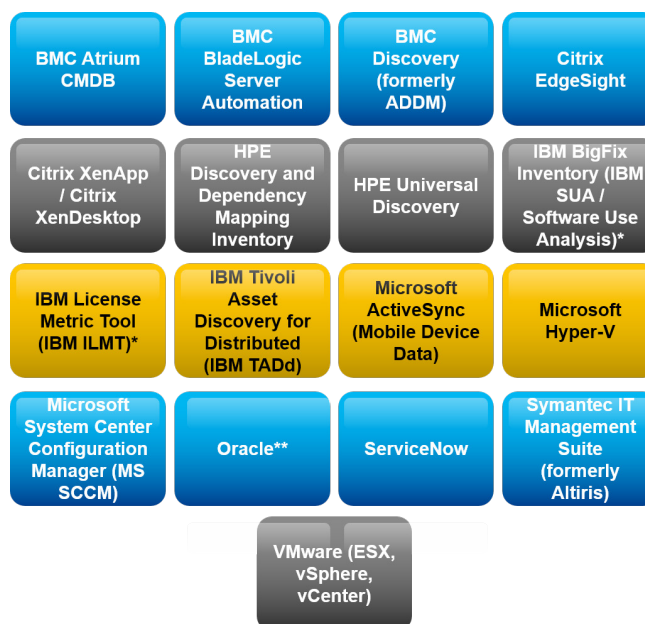 BMC Atrium
CMDB
BMC
BladeLogic
Server
Automation
BMC
Discovery
(formerly
ADDM)
Citrix
EdgeSight
Citrix XenApp
/ Citrix
XenDesktop
HPE
Discovery and
Dependency
Mapping
Inventory
HPE Universal
Discovery
IBM BigFix
Inventory (IBM
SUA /
Software Use
Analysis)*
IBM License
Metric Tool
(IBM ILMT)*
IBM Tivoli
Asset
Discovery for
Distributed
(IBM TADd)
Microsoft
ActiveSync
(Mobile Device
Data)
Microsoft
Hyper-V
Microsoft
System Center
Configuration
Manager (MS
SCCM)
Oracle**
ServiceNow
Symantec IT
Management
Suite
(formerly
Altiris)
VMware (ESX,
vSphere,
vCenter)